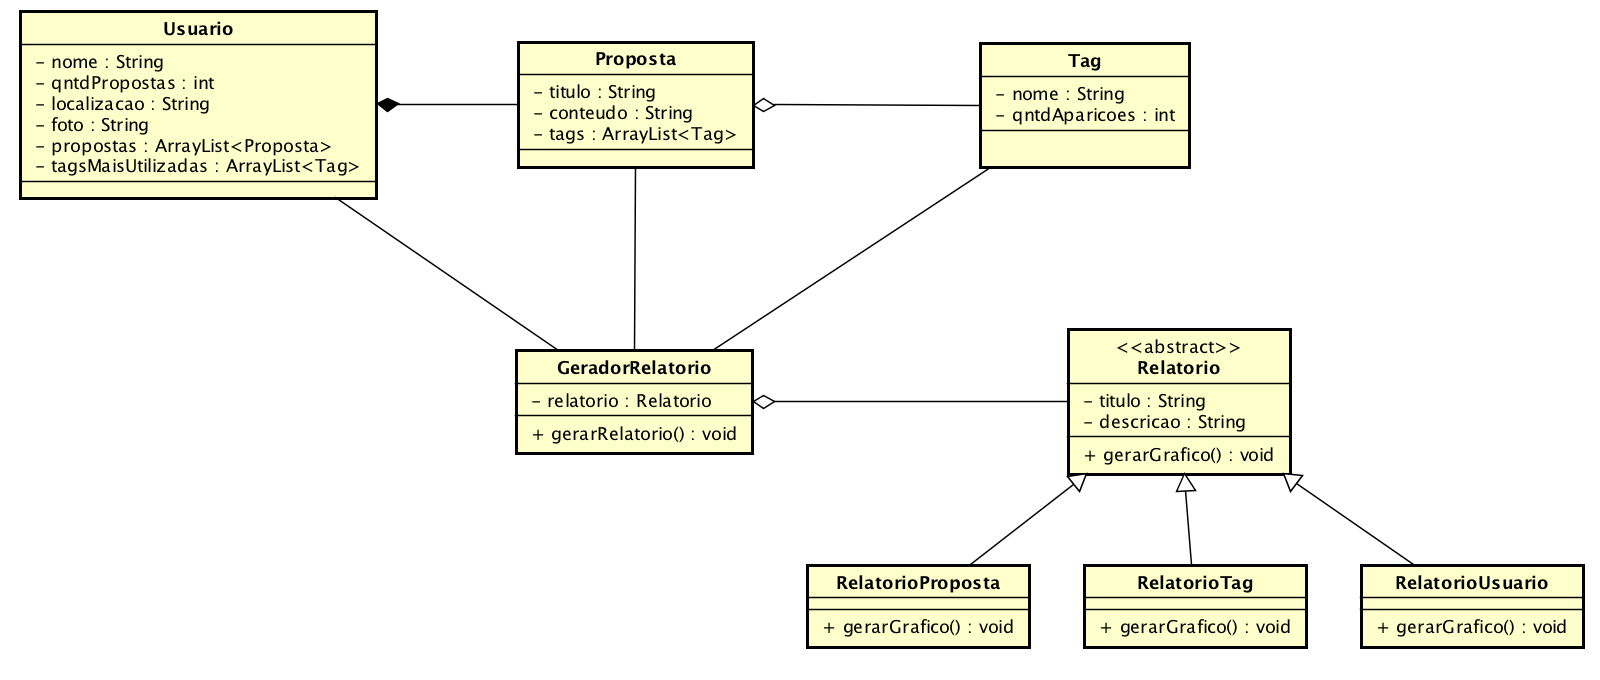 Usuario
– nome : String
– qntdPropostas : int
– localizacao : String
– foto : String
– propostas : ArrayList<Proposta>
– tagsMaisUtilizadas : ArrayList<Tag>
Proposta
– titulo : String
– conteudo : String
– tags : ArrayList<Tag>
Tag
– nome : String
– qntdAparicoes : int
GeradorRelatorio
– relatorio : Relatorio
+ gerarRelatorio() : void
<<abstract>>
Relatorio
– titulo : String
– descricao : String
+ gerarGrafico() : void
RelatorioProposta
+ gerarGrafico() : void
RelatorioTag
+ gerarGrafico() : void
RelatorioUsuario
+ gerarGrafico() : void